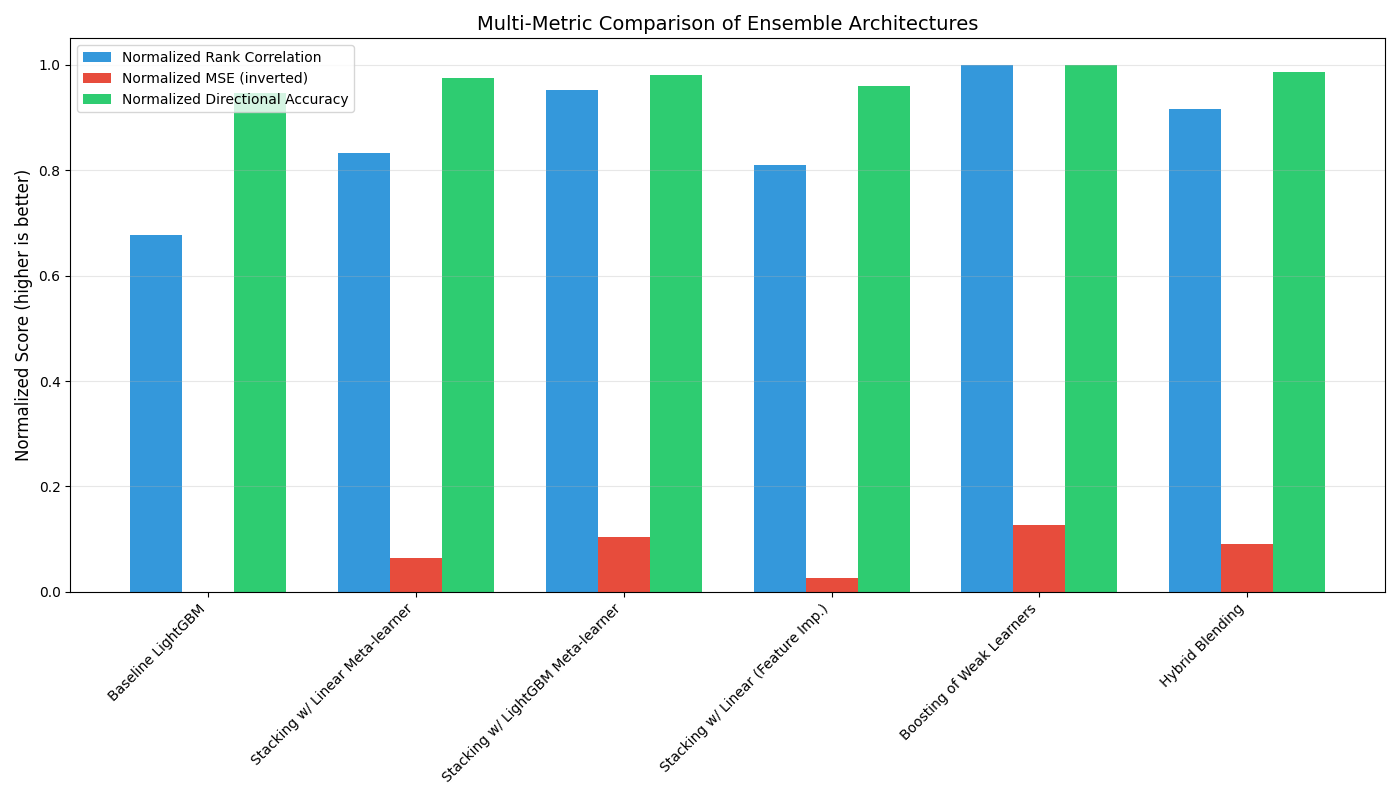 Multi-Metric Comparison of Ensemble Architectures
Normalized Rank Correlation
Normalized MSE (inverted)
Normalized Directional Accuracy
Normalized Score (higher is better)
1.0
0.8
0.6
0.4
0.2
0.0
Baseline LightGBM
Stacking w/ Linear Meta-learner
Stacking w/ LightGBM Meta-learner
Stacking w/ Linear (Feature Imp.)
Boosting of Weak Learners
Hybrid Blending